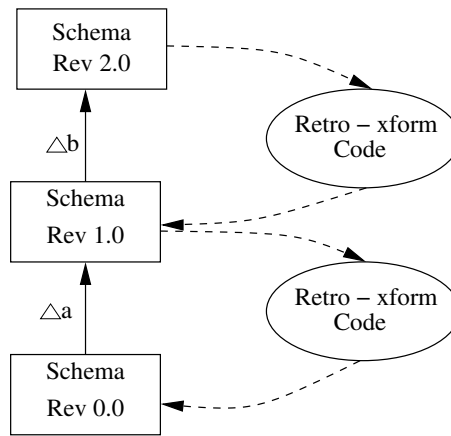 Schema
Rev 2.0
Retro – xform
Code
△b
Schema
Rev 1.0
Retro – xform
Code
△a
Schema
Rev 0.0